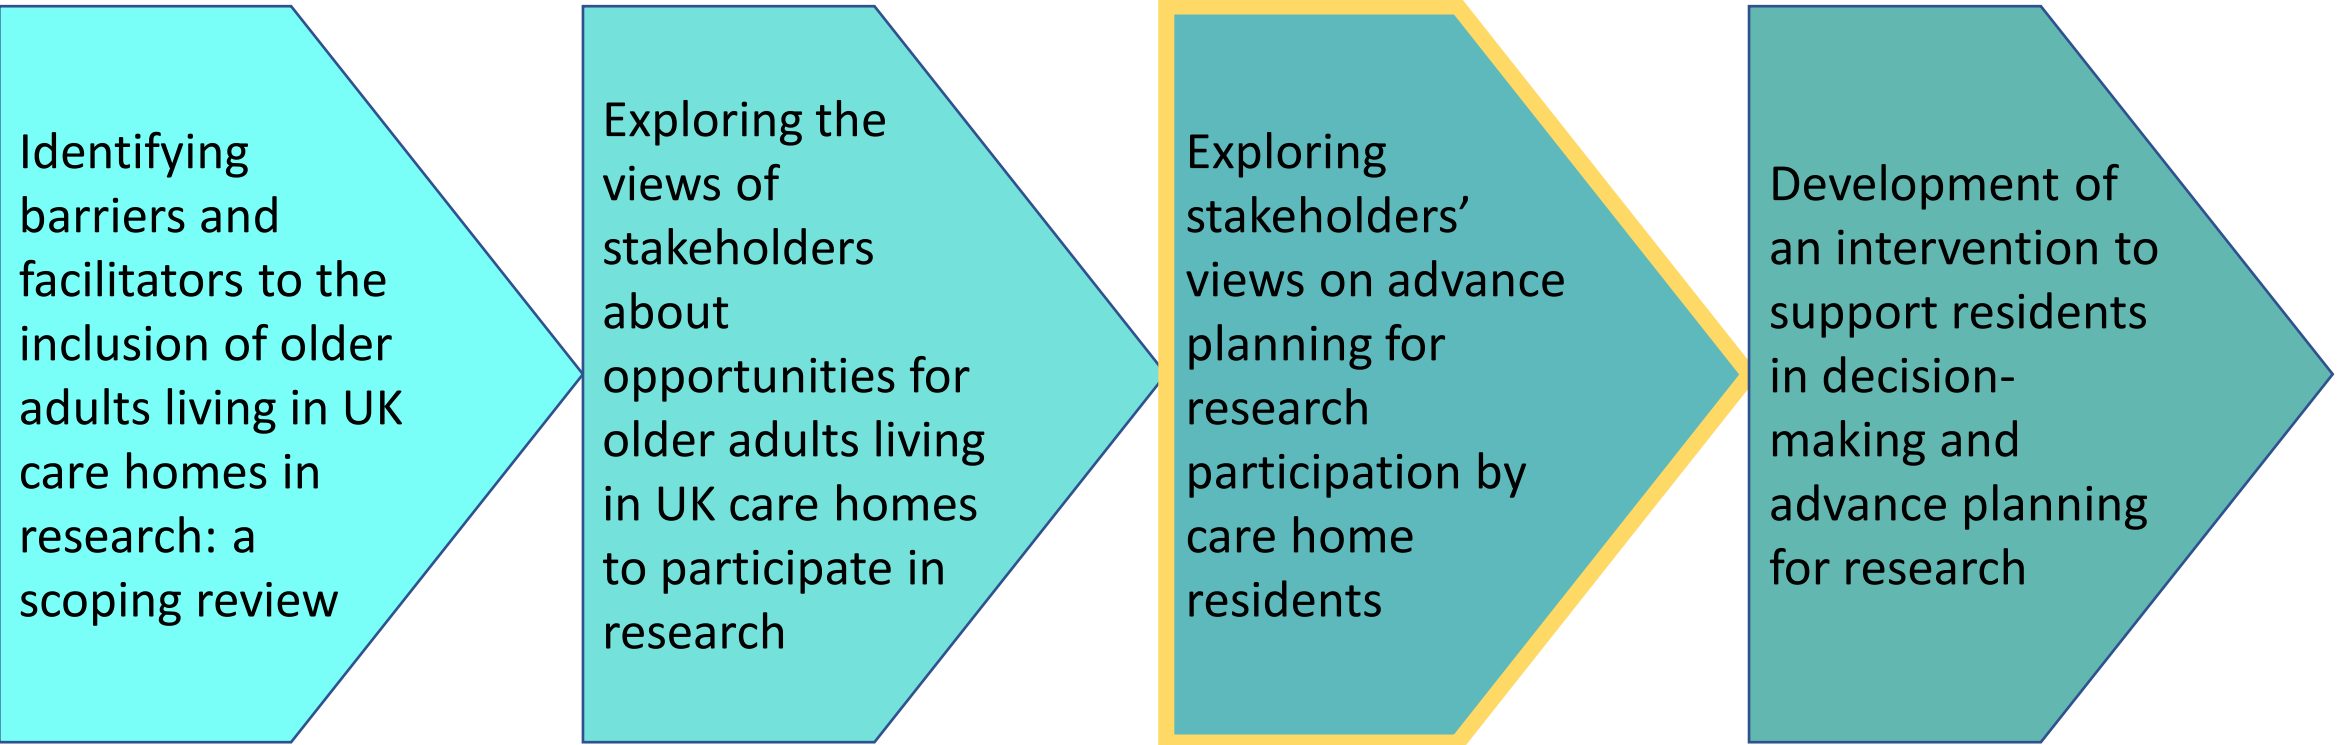 Identifying
barriers and
facilitators to the
inclusion of older
adults living in UK
care homes in
research: a
scoping review
Exploring the
views of
stakeholders
about
opportunities for
older adults living
in UK care homes
to participate in
research
Exploring
stakeholders’
views on advance
planning for
research
participation by
care home
residents
Development of
an intervention to
support residents
in decision-
making and
advance planning
for research